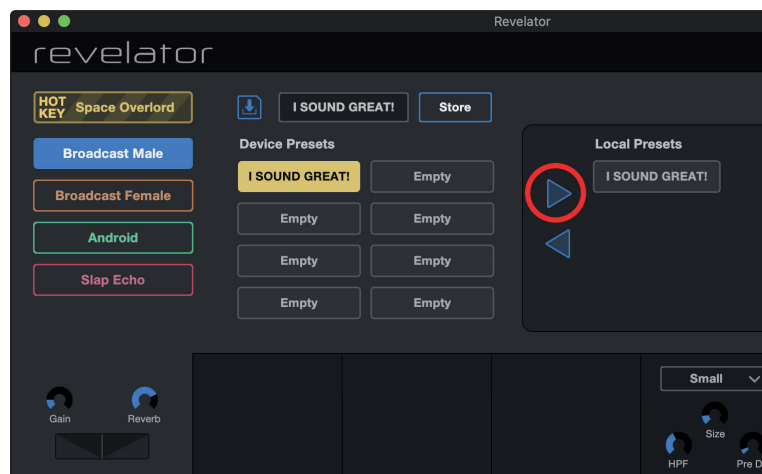 Revelator
revelator
HOT KEY Space Overlord
I SOUND GREAT!
Store
Broadcast Male
Broadcast Female
Android
Slap Echo
Device Presets
I SOUND GREAT!
Empty
Empty
Empty
Empty
Empty
Empty
Empty
Local Presets
I SOUND GREAT!
Gain
Reverb
Small
Size
HPF
Pre D